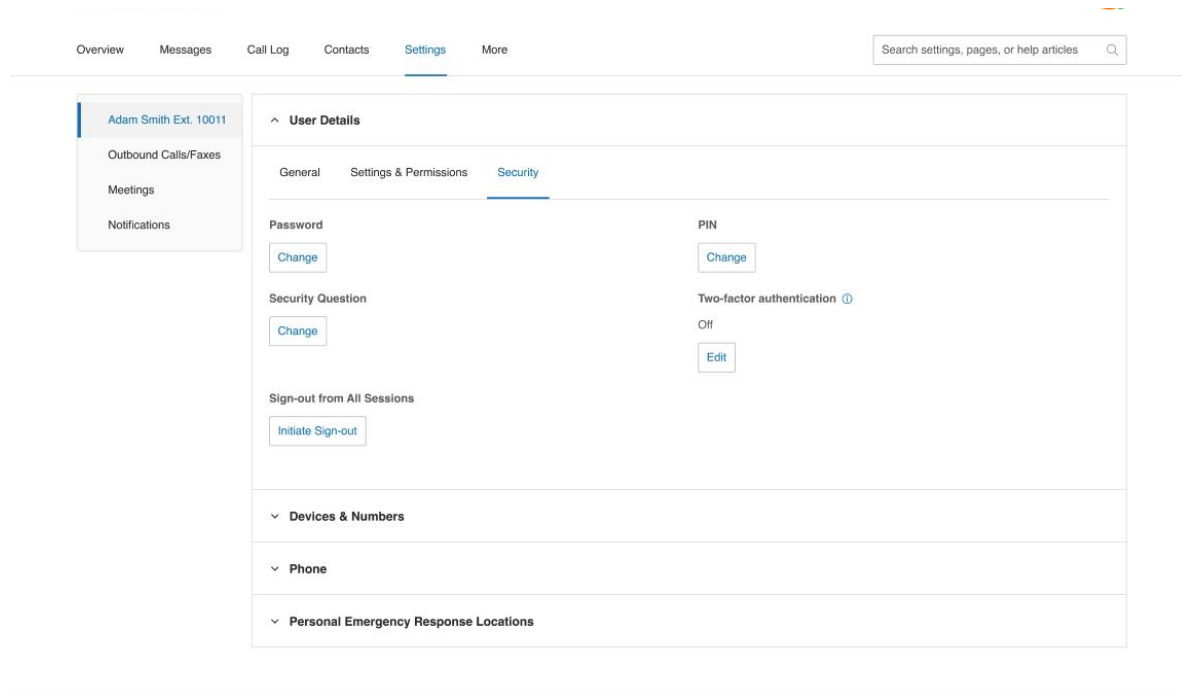 Overview Messages Call Log Contacts Settings More Search settings, pages, or help articles
Adam Smith Ext. 10011
Outbound Calls/Faxes
Meetings
Notifications
User Details
General Settings & Permissions Security
Password PIN
Change Change
Security Question Two-factor authentication
Change Off
Edit
Sign-out from All Sessions
Initiate Sign-out
Devices & Numbers
Phone
Personal Emergency Response Locations